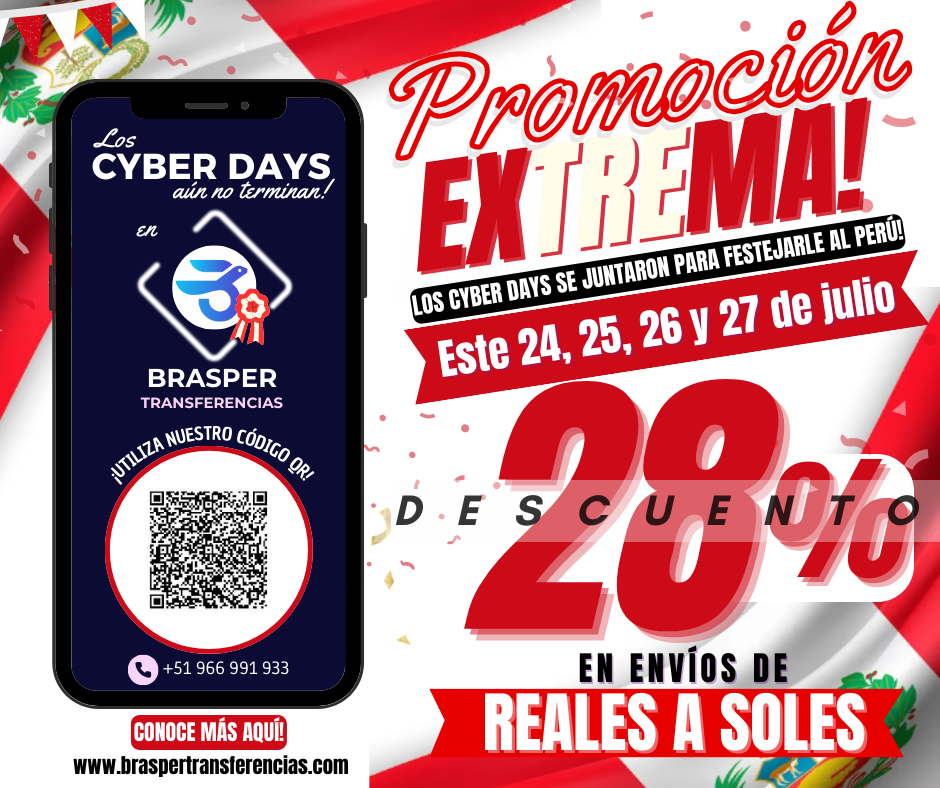 Los
CYBER DAYS
aún no terminan!
en
BRASPER
TRANSFERENCIAS
¡UTILIZA NUESTRO CÓDIGO QR!
+51 966 991 933
CONOCE MÁS AQUÍ!
www.braspertransferencias.com
Promoción
EXTREMA!
LOS CYBER DAYS SE JUNTARON PARA FESTEJARLE AL PERÚ!
Este 24, 25, 26 y 27 de julio
28%
DESCUENTO
EN ENVÍOS DE
REALES A SOLES